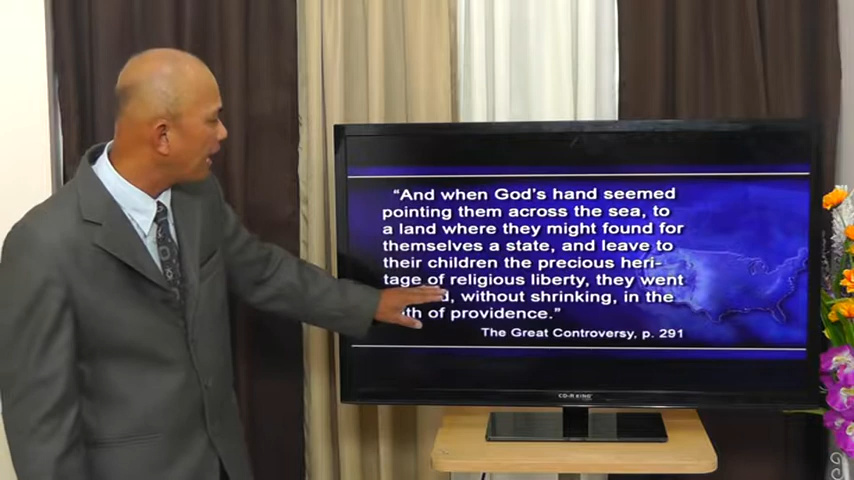 “And when God's hand seemed
pointing them across the sea, to
a land where they might found for
themselves a state, and leave to
their children the precious heri-
tage of religious liberty, they went
without shrinking, in the
of providence.”
The Great Controversy, p. 291
CD-R KING